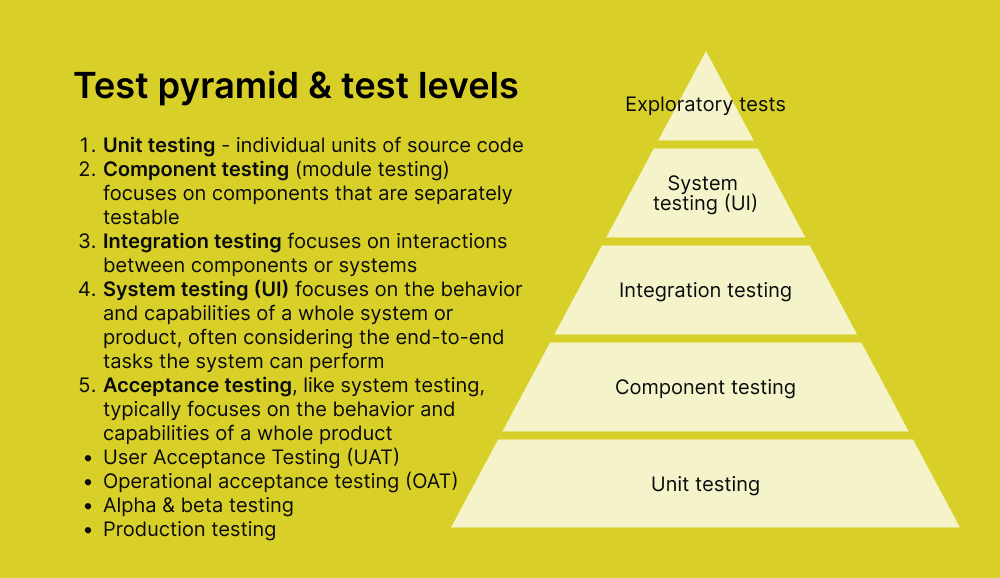 Test pyramid & test levels
1. Unit testing - individual units of source code
2. Component testing (module testing)
focuses on components that are separately
testable
3. Integration testing focuses on interactions
between components or systems
4. System testing (UI) focuses on the behavior
and capabilities of a whole system or
product, often considering the end-to-end
tasks the system can perform
5. Acceptance testing, like system testing,
typically focuses on the behavior and
capabilities of a whole product
• User Acceptance Testing (UAT)
• Operational acceptance testing (OAT)
• Alpha & beta testing
• Production testing
Exploratory tests
System
testing (UI)
Integration testing
Component testing
Unit testing